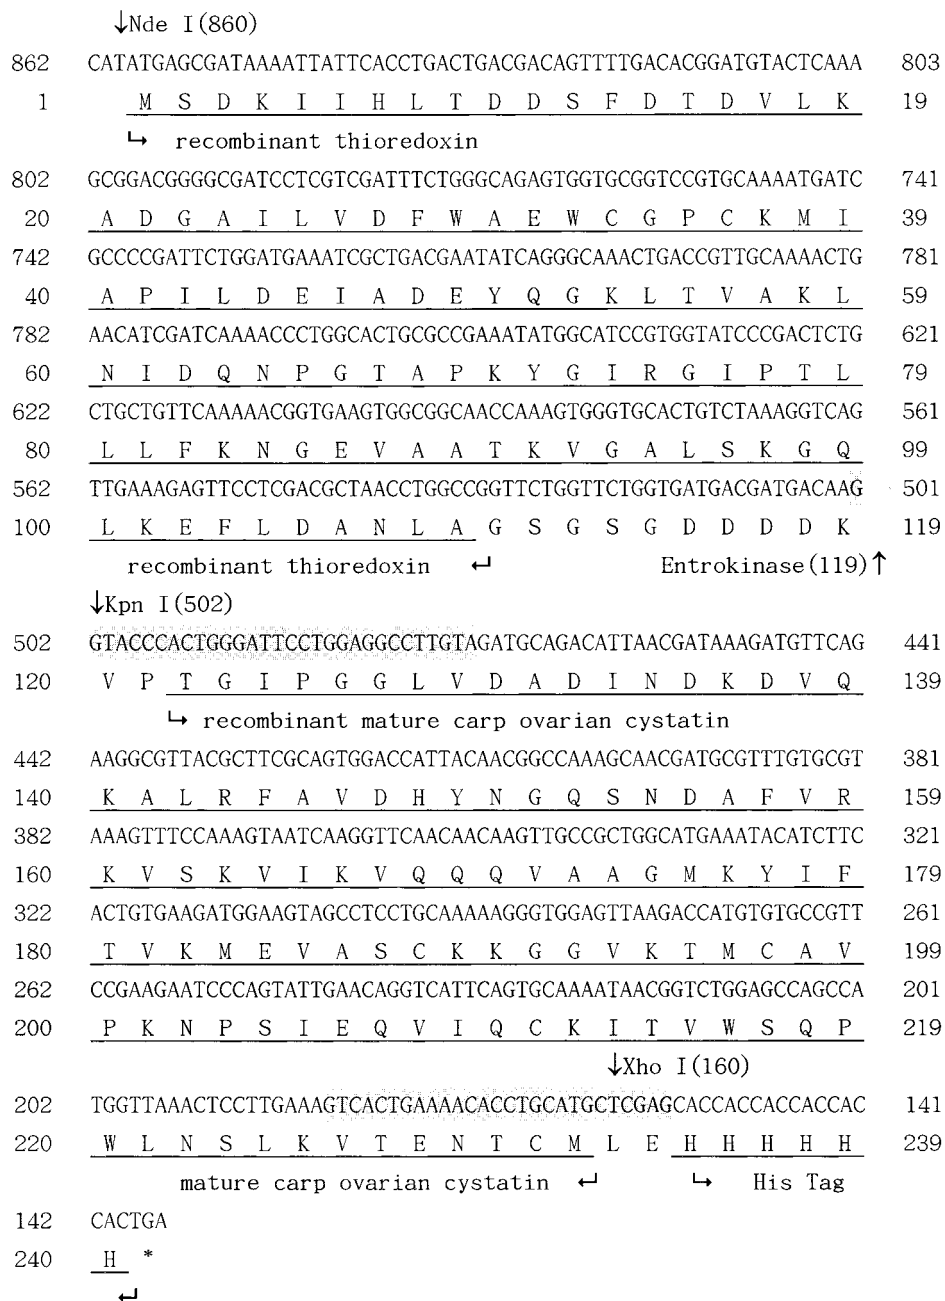 ↓Nde I(860)
862 CATATGAGCGATAAAATTATTCACCTGACTGACGACAGTTTTGACACGGATGTACTCAAA 803
1 M S D K I I H L T D D S F D T D V L K 19
↳ recombinant thioredoxin
802 GCGGACGGGGCGATCCTCGTCGATTTCTGGGCAGAGTGGTGCGGTCCGTGCAAAATGATC 741
20 A D G A I L V D F W A E W C G P C K M I 39
742 GCCCCGATTCTGGATGAAATCGCTGACGAATATCAGGGCAAACTGACCGTTGCAAAACTG 781
40 A P I L D E I A D E Y Q G K L T V A K L 59
782 AACATCGATCAAAACCCTGGCACTGCGCCGAAATATGGCATCCGTGGTATCCCGACTCTG 621
60 N I D Q N P G T A P K Y G I R G I P T L 79
622 CTGCTGTTCAAAAACGGTGAAGTGGCGGCAACCAAAGTGGGTGCACTGTCTAAAGGTCAG 561
80 L L F K N G E V A A T K V G A L S K G Q 99
562 TTGAAAGAGTTCCTCGACGCTAACCTGGCCGGTTCTGGTTCTGGTGATGACGATGACAAG 501
100 L K E F L D A N L A G S G S G D D D D K 119
recombinant thioredoxin ↵ Entrokinase(119)↑
↓Kpn I(502)
502 GTACCCACTGGGATTCCTGGAGGCCTTGTAGATGCAGACATTAACGATAAAGATGTTCAG 441
120 V P T G I P G G L V D A D I N D K D V Q 139
↳ recombinant mature carp ovarian cystatin
442 AAGGCGTTACGCTTCGCAGTGGACCATTACAACGGCCAAAGCAACGATGCGTTTGTGCGT 381
140 K A L R F A V D H Y N G Q S N D A F V R 159
382 AAAGTTTCCAAAGTAATCAAGGTTCAACAACAAGTTGCCGCTGGCATGAAATACATCTTC 321
160 K V S K V I K V Q Q Q V A A G M K Y I F 179
322 ACTGTGAAGATGGAAGTAGCCTCCTGCAAAAAGGGTGGAGTTAAGACCATGTGTGCCGTT 261
180 T V K M E V A S C K K G G V K T M C A V 199
262 CCGAAGAATCCCAGTATTGAACAGGTCATTCAGTGCAAAATAACGGTCTGGAGCCAGCCA 201
200 P K N P S I E Q V I Q C K I T V W S Q P 219
↓Xho I(160)
202 TGGTTAAACTCCTTGAAAGTCACTGAAAACACCTGCATGCTCGAGCACCACCACCACCAC 141
220 W L N S L K V T E N T C M L E H H H H H 239
mature carp ovarian cystatin ↵ ↳ His Tag
142 CACTGA
240 H *
↵